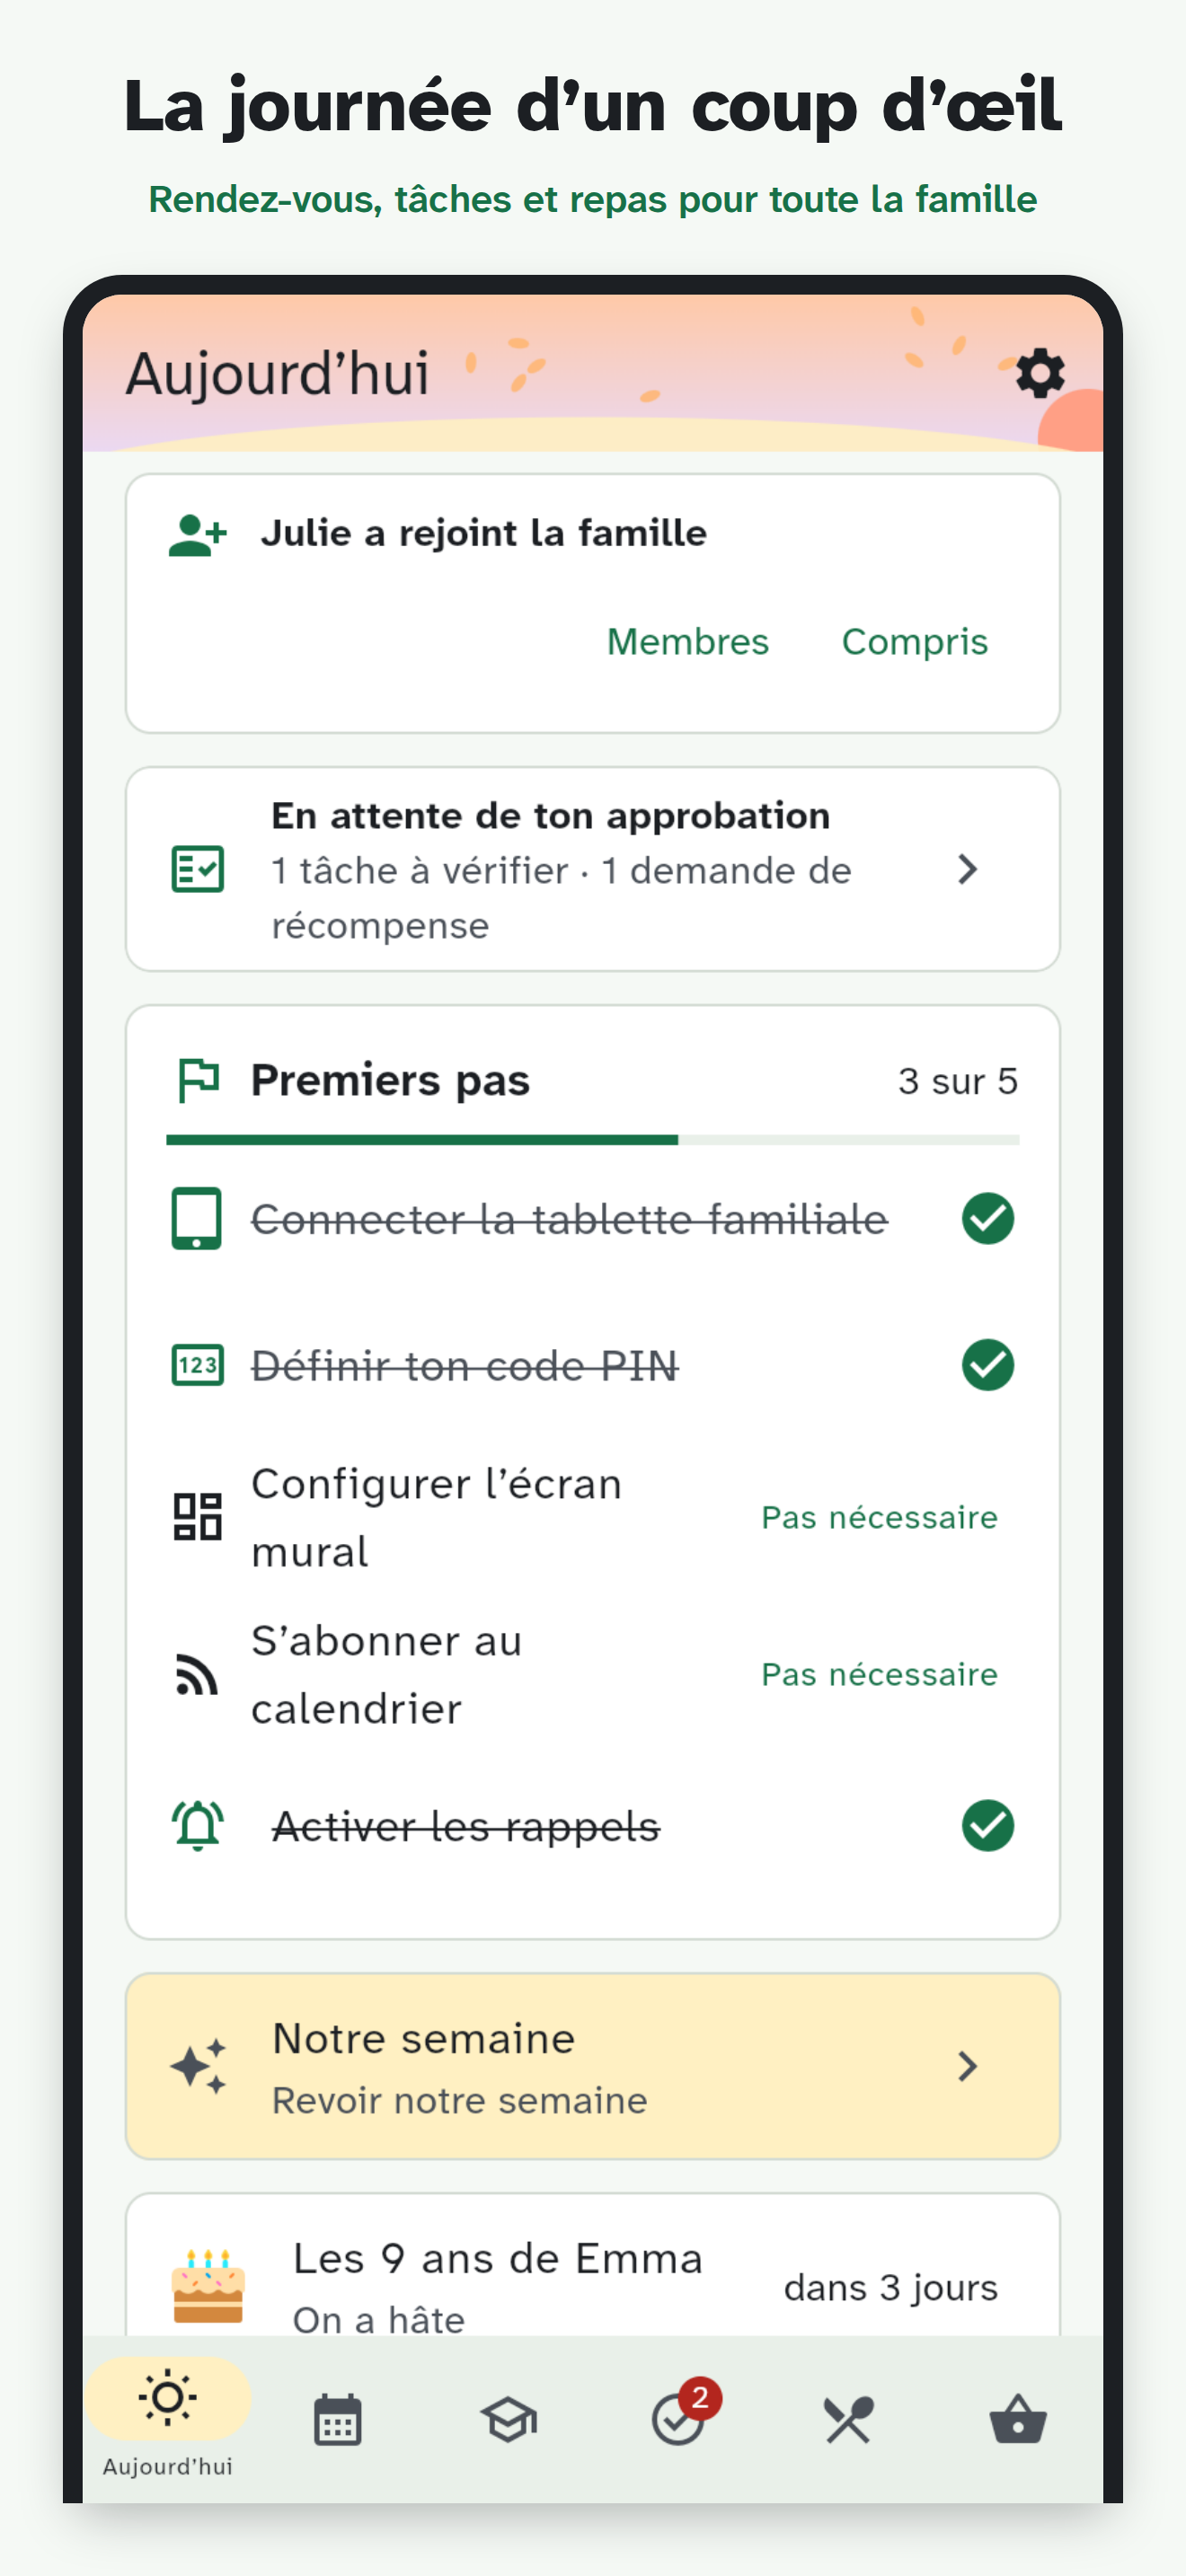 La journée d’un coup d’œil
Rendez-vous, tâches et repas pour toute la famille
Aujourd’hui
Julie a rejoint la famille
Membres Compris
En attente de ton approbation
1 tâche à vérifier · 1 demande de
récompense
Premiers pas 3 sur 5
Connecter la tablette familiale
123 Définir ton code PIN
Configurer l’écran
mural
Pas nécessaire
S’abonner au
calendrier
Pas nécessaire
Activer les rappels
Notre semaine
Revoir notre semaine
Les 9 ans de Emma
On a hâte
dans 3 jours
2
Aujourd’hui